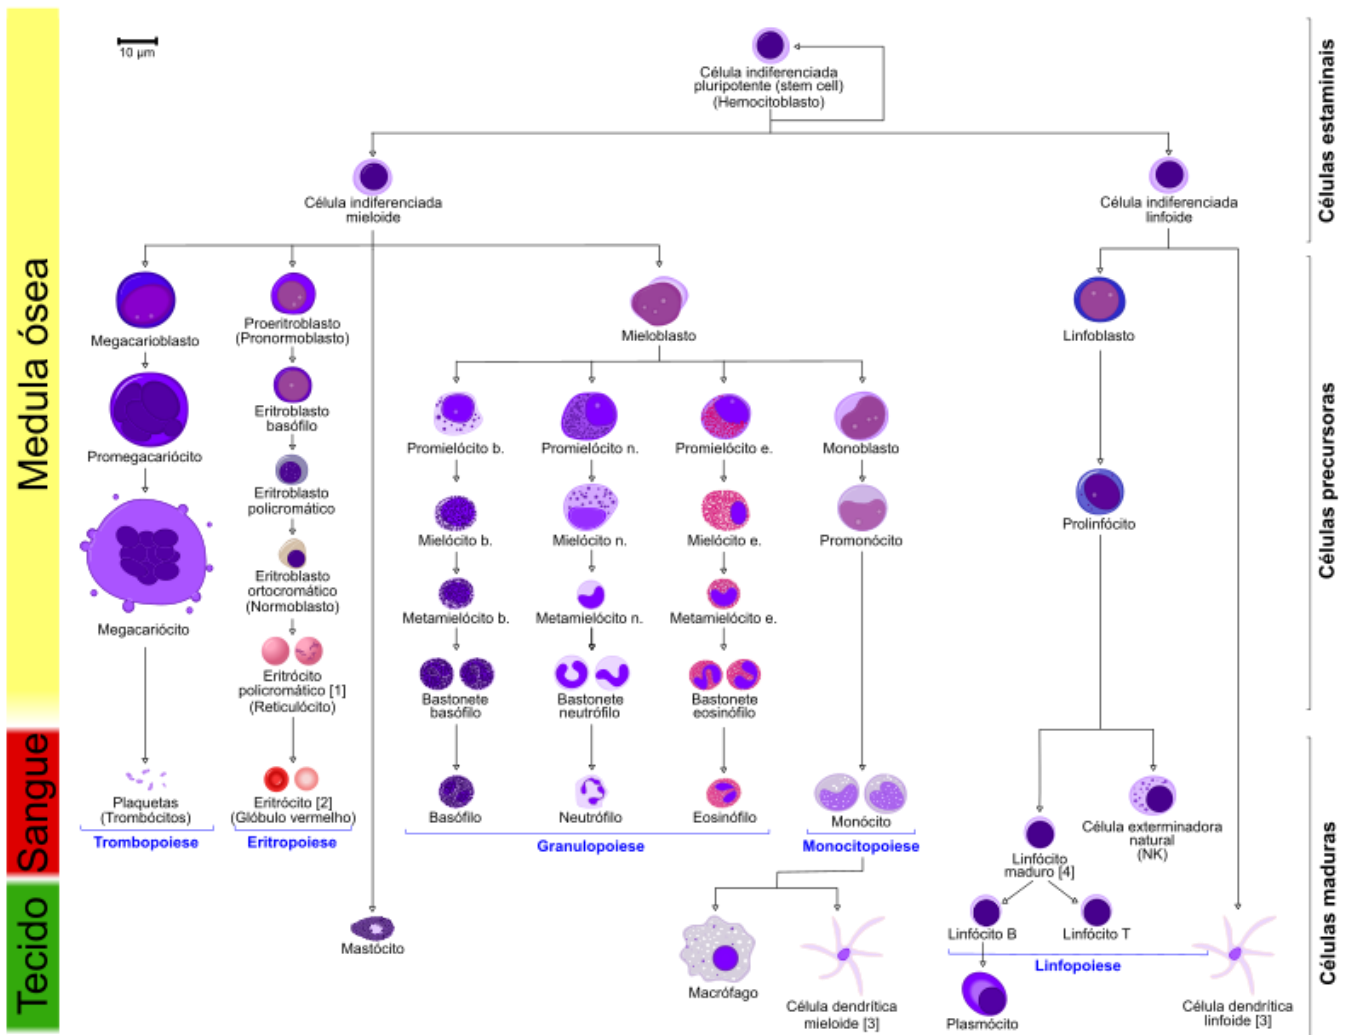 10 µm
Célula indiferenciada
pluripotente (stem cell)
(Hemocitoblasto)
Célula indiferenciada
mieloide
Célula indiferenciada
linfoide
Células estaminais
Medula ósea
Megacarioblasto
Proeritroblasto
(Pronormoblasto)
Mieloblasto
Linfoblasto
Promegacariócito
Eritroblasto
basófilo
Promielócito b.
Promielócito n.
Promielócito e.
Monoblasto
Eritroblasto
policromático
Mielócito b.
Mielócito n.
Mielócito e.
Promonócito
Prolinfócito
Células precursoras
Megacariócito
Eritroblasto
ortocromático
(Normoblasto)
Metamielócito b.
Metamielócito n.
Metamielócito e.
Eritrócito
policromático [1]
(Reticulócito)
Bastonete
basófilo
Bastonete
neutrófilo
Bastonete
eosinófilo
Sangue
Plaquetas
(Trombócitos)
Trombopoiese
Eritrócito [2]
(Glóbulo vermelho)
Eritropoiese
Basófilo
Neutrófilo
Eosinófilo
Granulopoiese
Monócito
Monocitopoiese
Célula exterminadora
natural
(NK)
Linfócito
maduro [4]
Células maduras
Tecido
Mastócito
Macrófago
Célula dendrítica
mieloide [3]
Linfócito B
Linfócito T
Linfopoiese
Plasmócito
Célula dendrítica
linfoide [3]